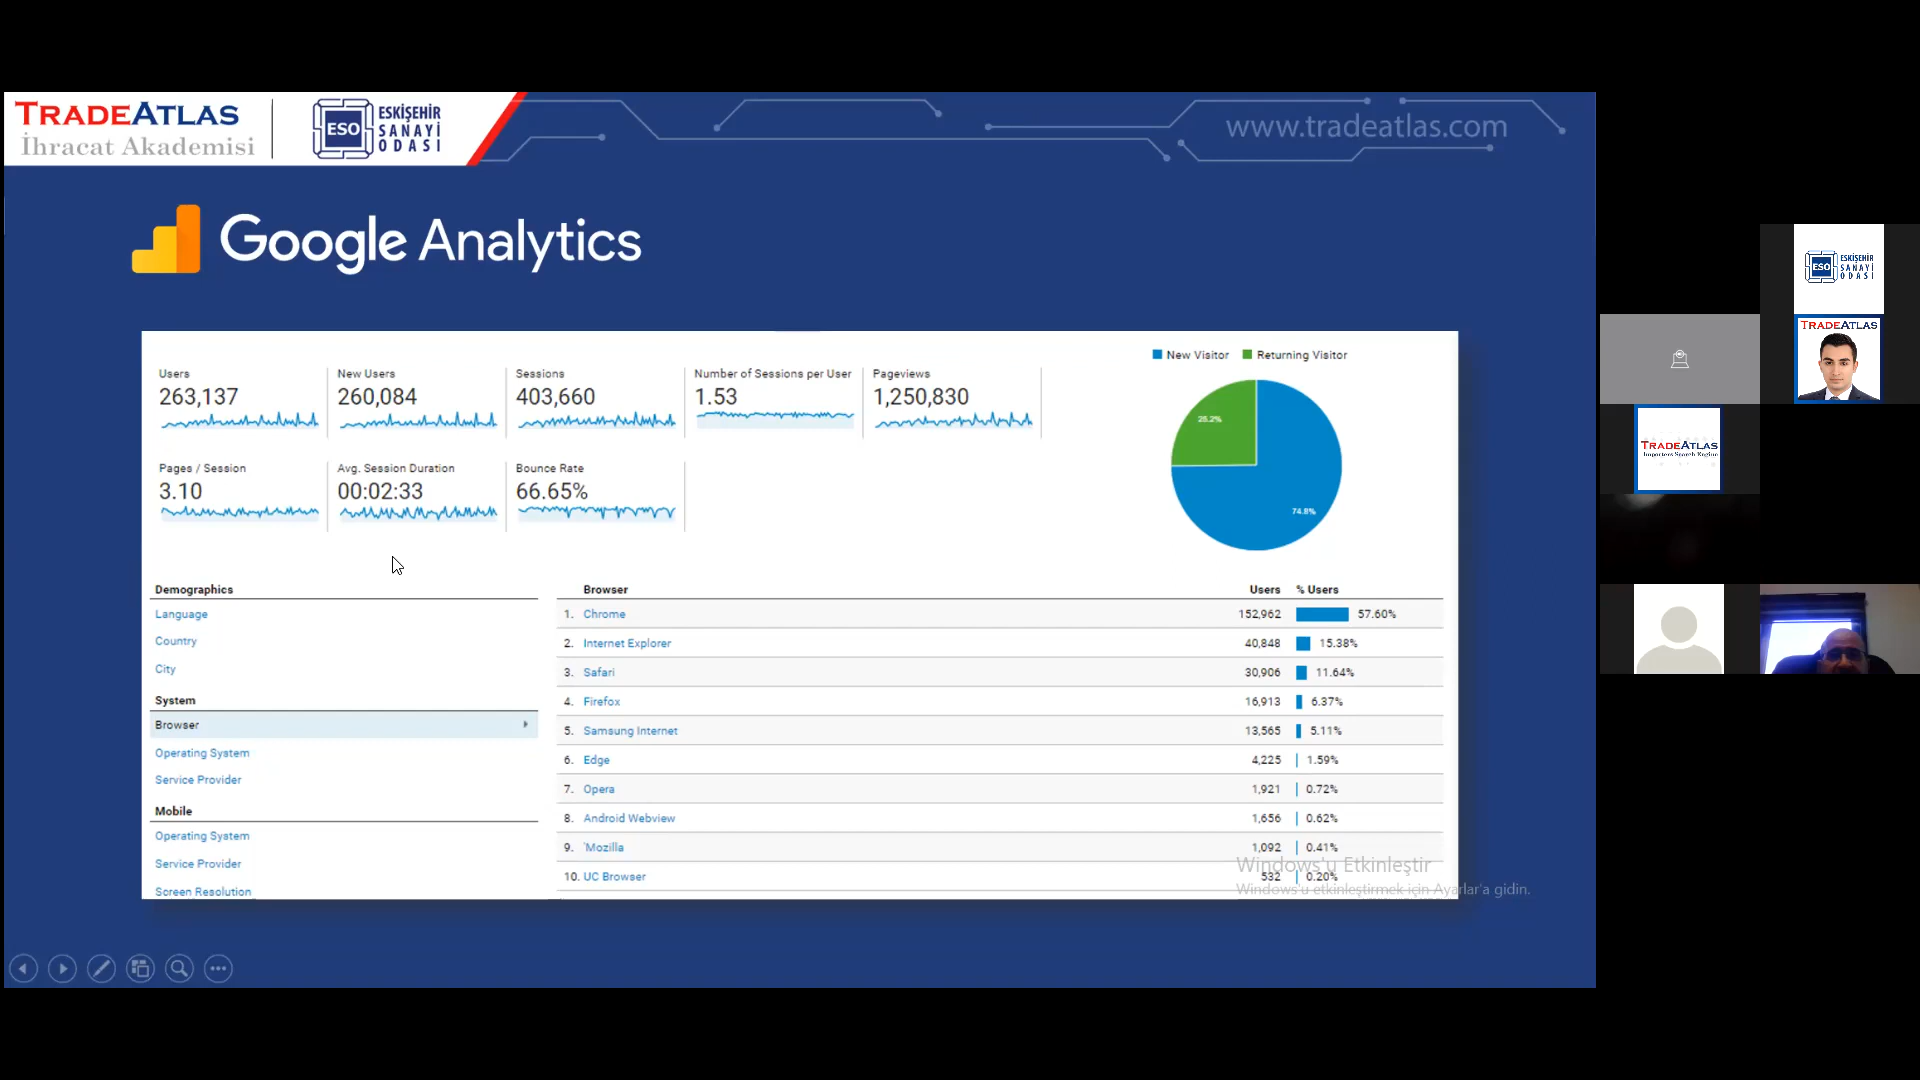 TRADEATLAS
İhracat Akademisi
ESO
ESKİŞEHİR
SANAYİ
ODASI
www.tradeatlas.com
Google Analytics
Users
263,137
New Users
260,084
Sessions
403,660
Number of Sessions per User
1.53
Pageviews
1,250,830
Pages / Session
3.10
Avg. Session Duration
00:02:33
Bounce Rate
66.65%
New Visitor
Returning Visitor
25.2%
74.8%
Demographics
Language
Country
City
System
Browser
Operating System
Service Provider
Mobile
Operating System
Service Provider
Screen Resolution
Browser Users % Users
1. Chrome 152,962 57.60%
2. Internet Explorer 40,848 15.38%
3. Safari 30,906 11.64%
4. Firefox 16,913 6.37%
5. Samsung Internet 13,565 5.11%
6. Edge 4,225 1.59%
7. Opera 1,921 0.72%
8. Android Webview 1,656 0.62%
9. 'Mozilla 1,092 0.41%
10. UC Browser 532 0.20%
Windows'u Etkinleştir
Windows'u etkinleştirmek için Ayarlar'a gidin.
ESO
ESKİŞEHİR
SANAYİ
ODASI
TRADEATLAS
TRADEATLAS
Importers Search Engine